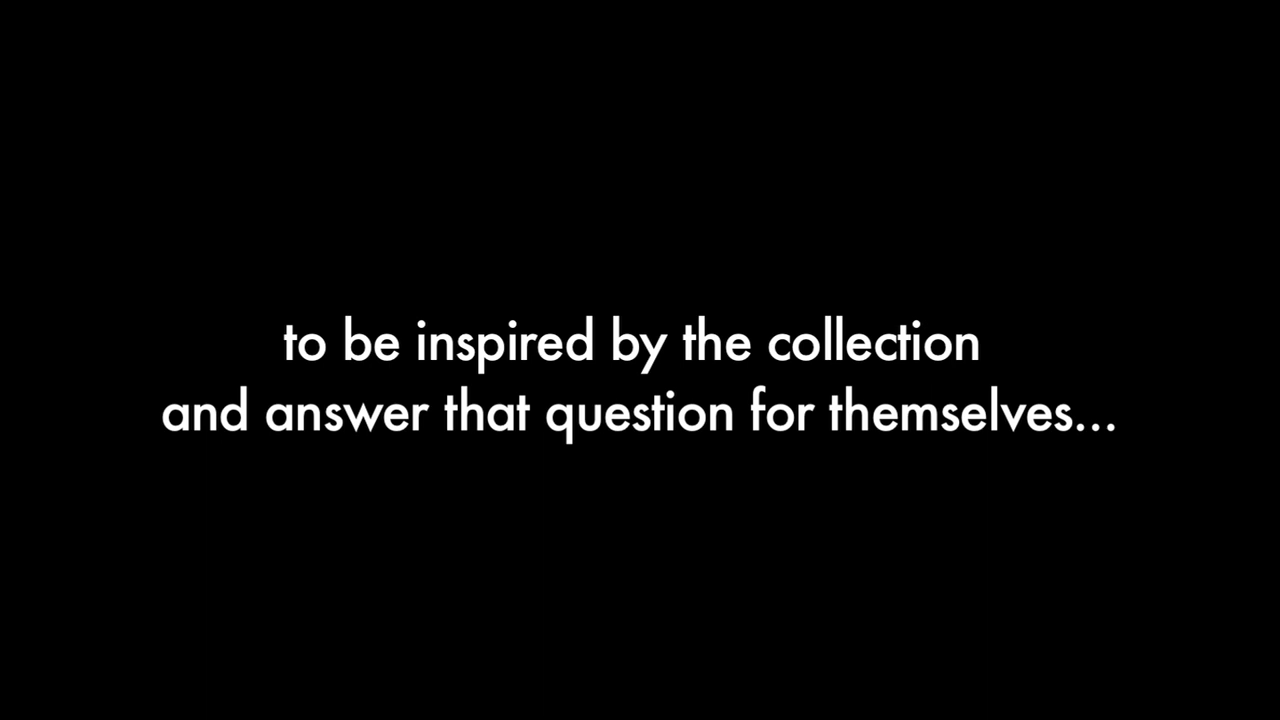 to be inspired by the collection
and answer that question for themselves...